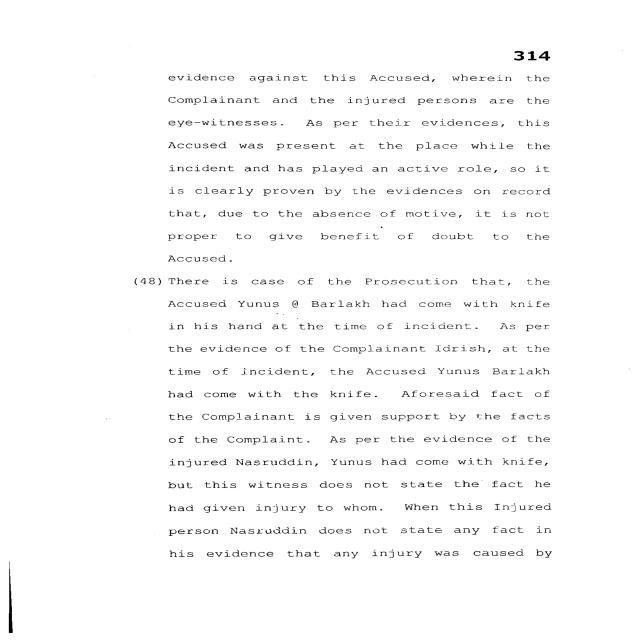 314
evidence against this Accused, wherein the
Complainant and the injured persons are the
eye-witnesses. As per their evidences, this
Accused was present at the place while the
incident and has played an active role, so it
is clearly proven by the evidences on record
that, due to the absence of motive, it is not
proper to give benefit of doubt to the
Accused.
(48) There is case of the Prosecution that, the
Accused Yunus @ Barlakh had come with knife
in his hand at the time of incident. As per
the evidence of the Complainant Idrish, at the
time of Incident, the Accused Yunus Barlakh
had come with the knife. Aforesaid fact of
the Complainant is given support by the facts
of the Complaint. As per the evidence of the
injured Nasruddin, Yunus had come with knife,
but this witness does not state the fact he
had given injury to whom. When this Injured
person Nasruddin does not state any fact in
his evidence that any injury was caused by